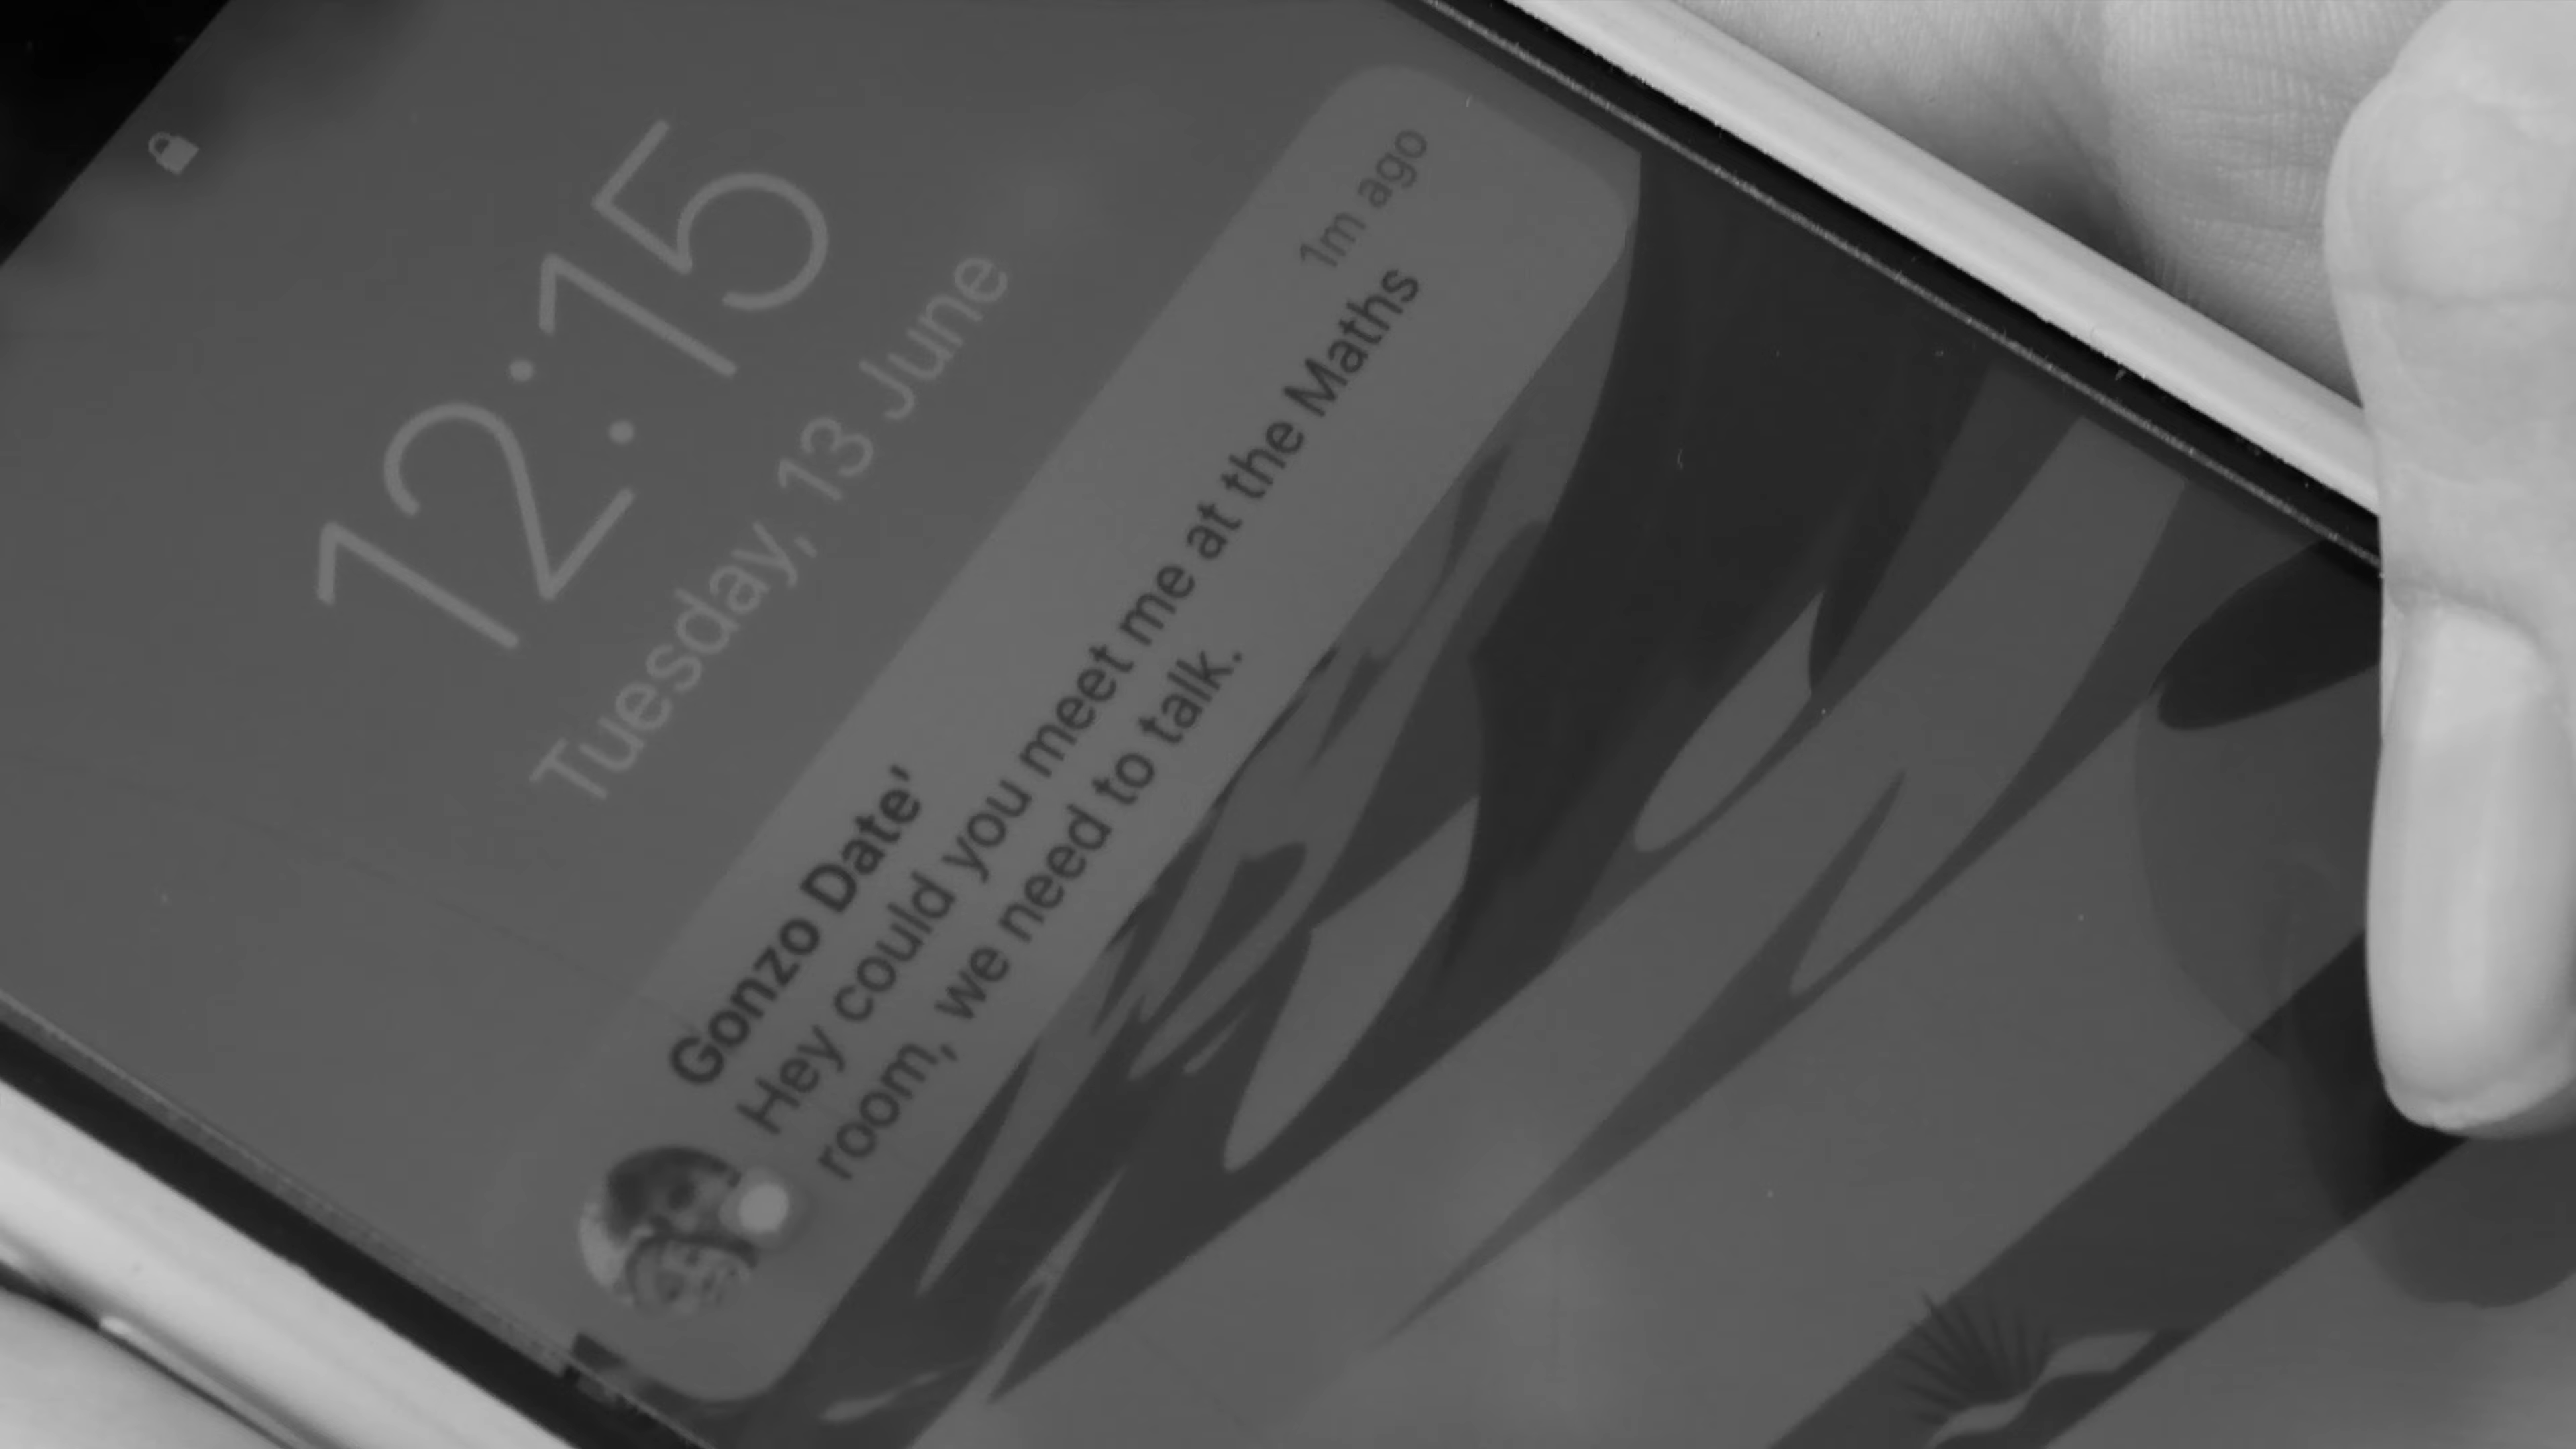 12:15
Tuesday, 13 June
Gonzo Date'
1m ago
Hey could you meet me at the Maths
room, we need to talk.